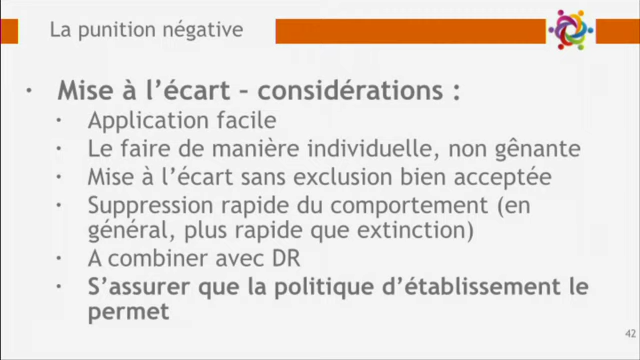 La punition négative
• Mise à l'écart – considérations :
• Application facile
• Le faire de manière individuelle, non gênante
• Mise à l'écart sans exclusion bien acceptée
• Suppression rapide du comportement (en
général, plus rapide que extinction)
• A combiner avec DR
• S'assurer que la politique d'établissement le
permet
42